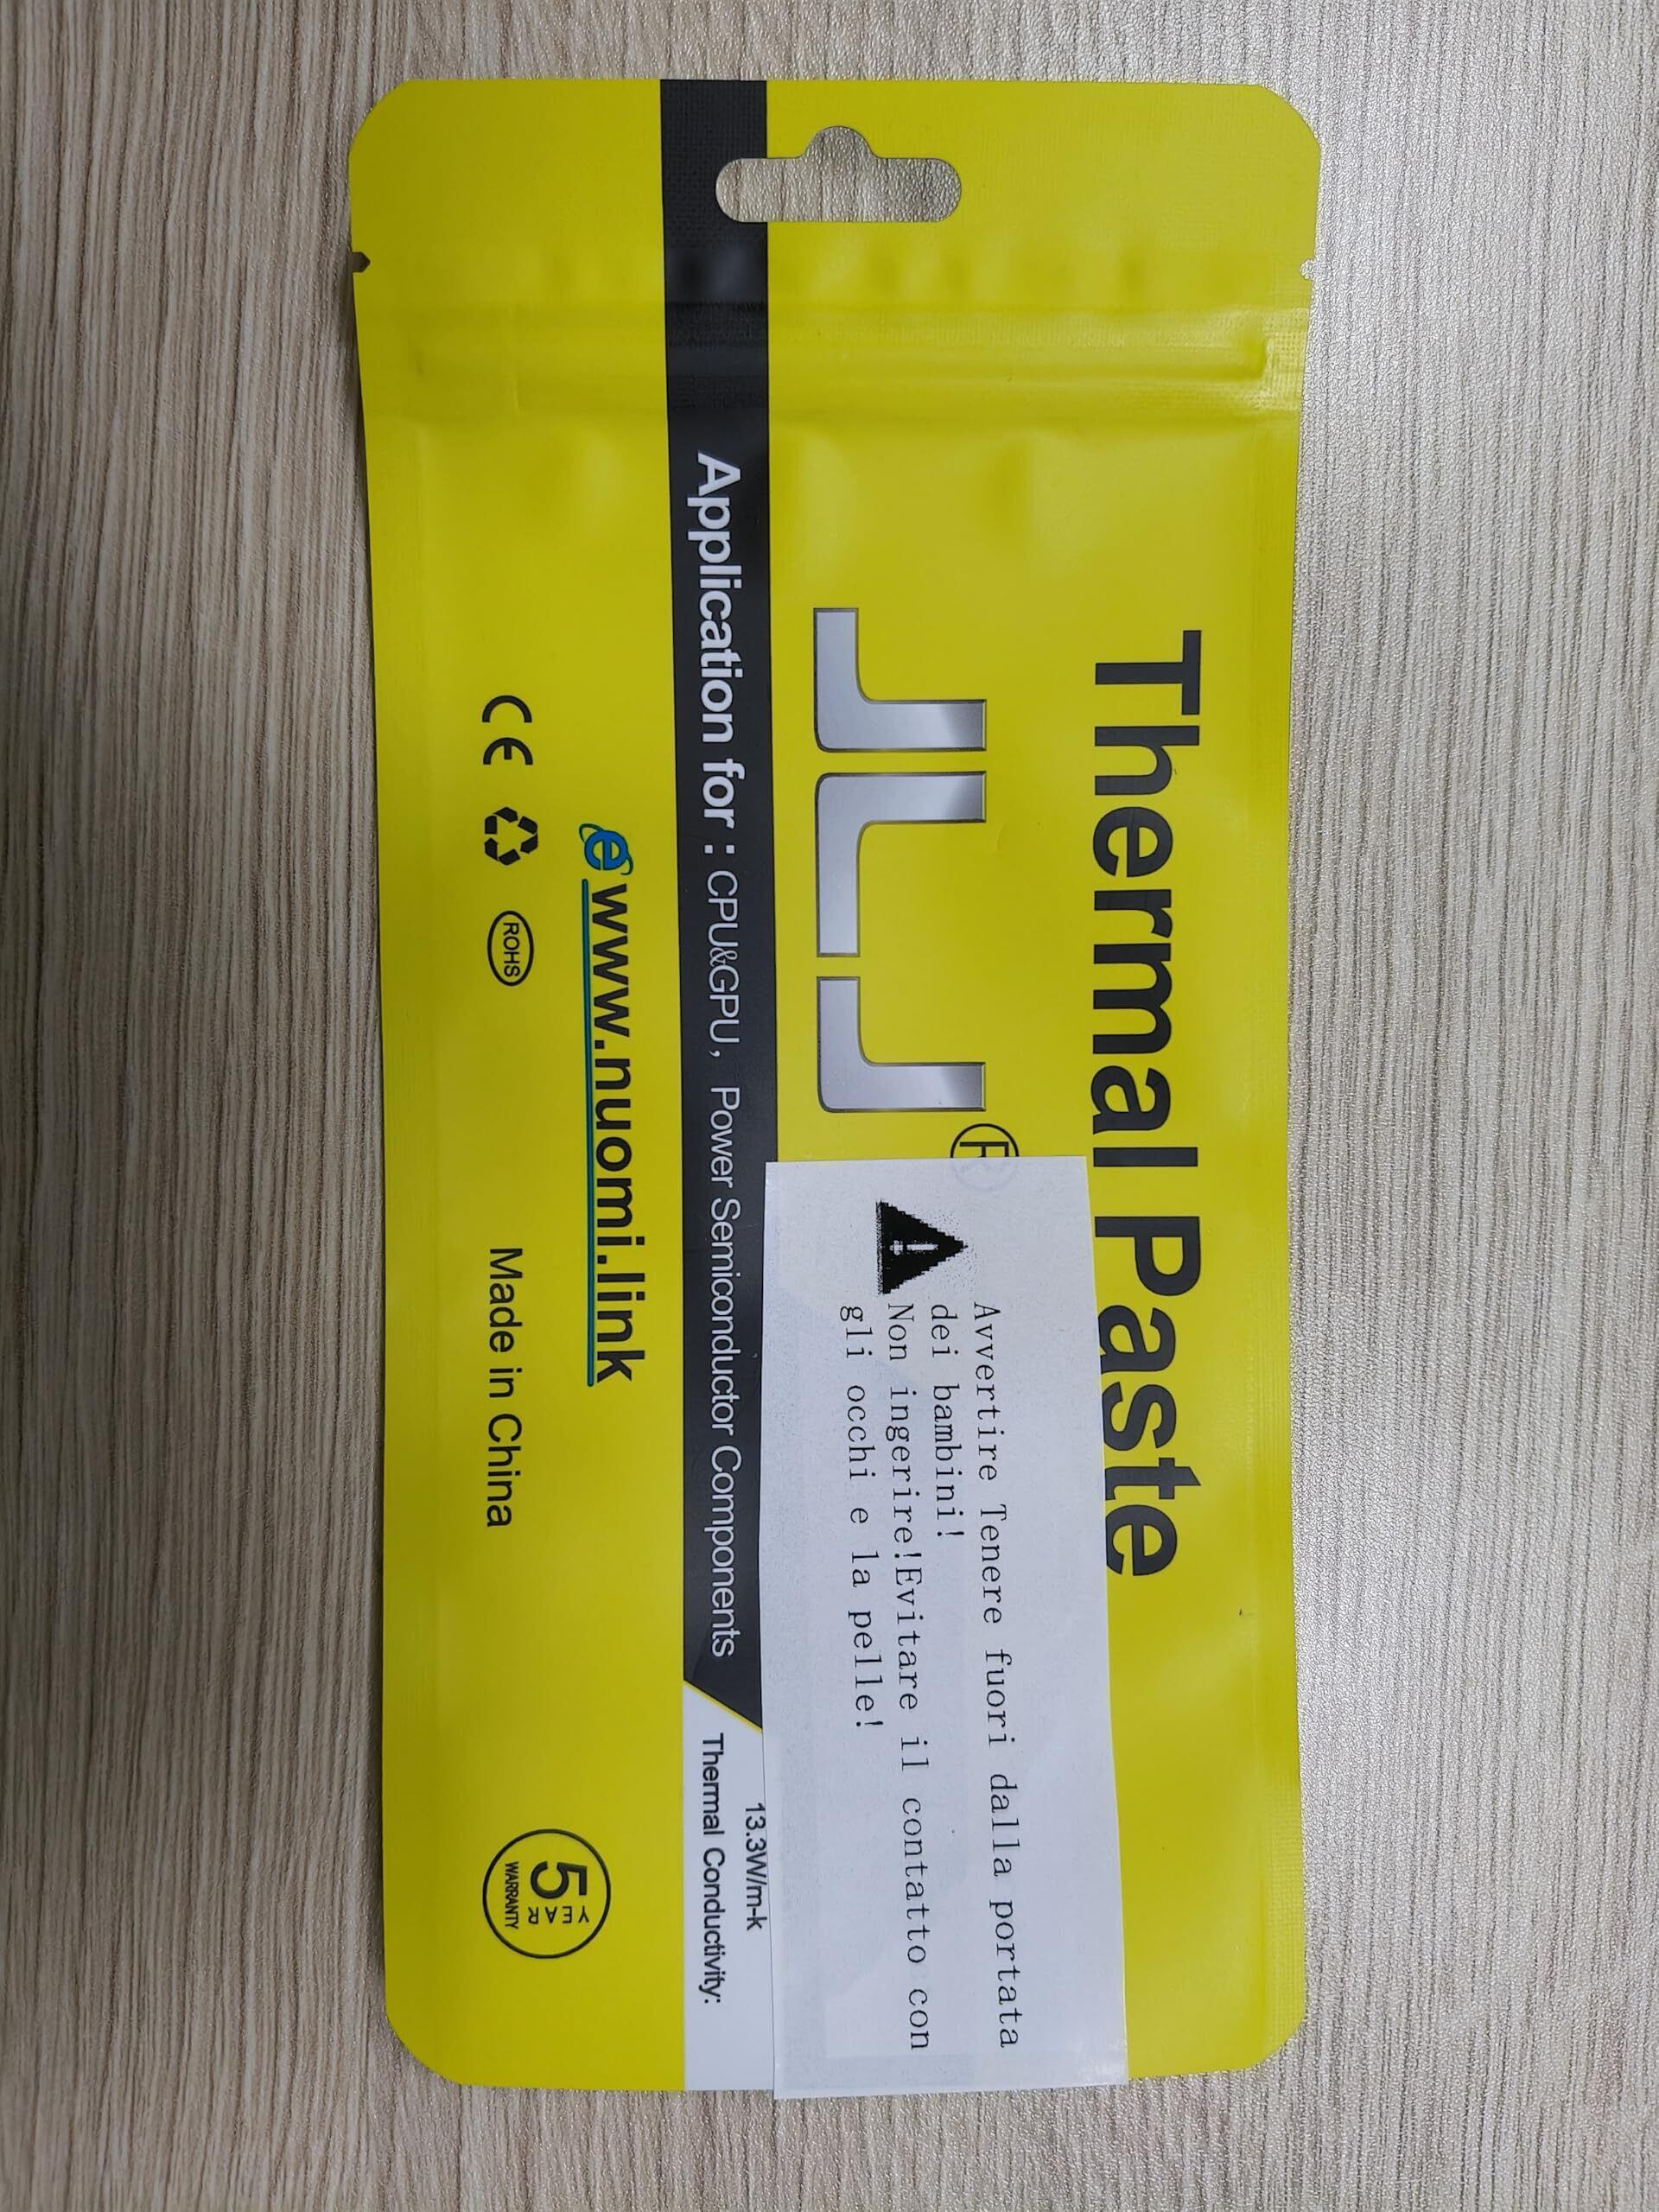 Thermal Paste
JLJ®
Avvertire Tenere fuori dalla portata
dei bambini!
Non ingerire!Evitare il contatto con
gli occhi e la pelle!
Application for : CPU&GPU, Power Semiconductor Components
13.3W/m-k
Thermal Conductivity:
www.nuomi.link
CE
ROHS
Made in China
5 YEAR
WARRANTY